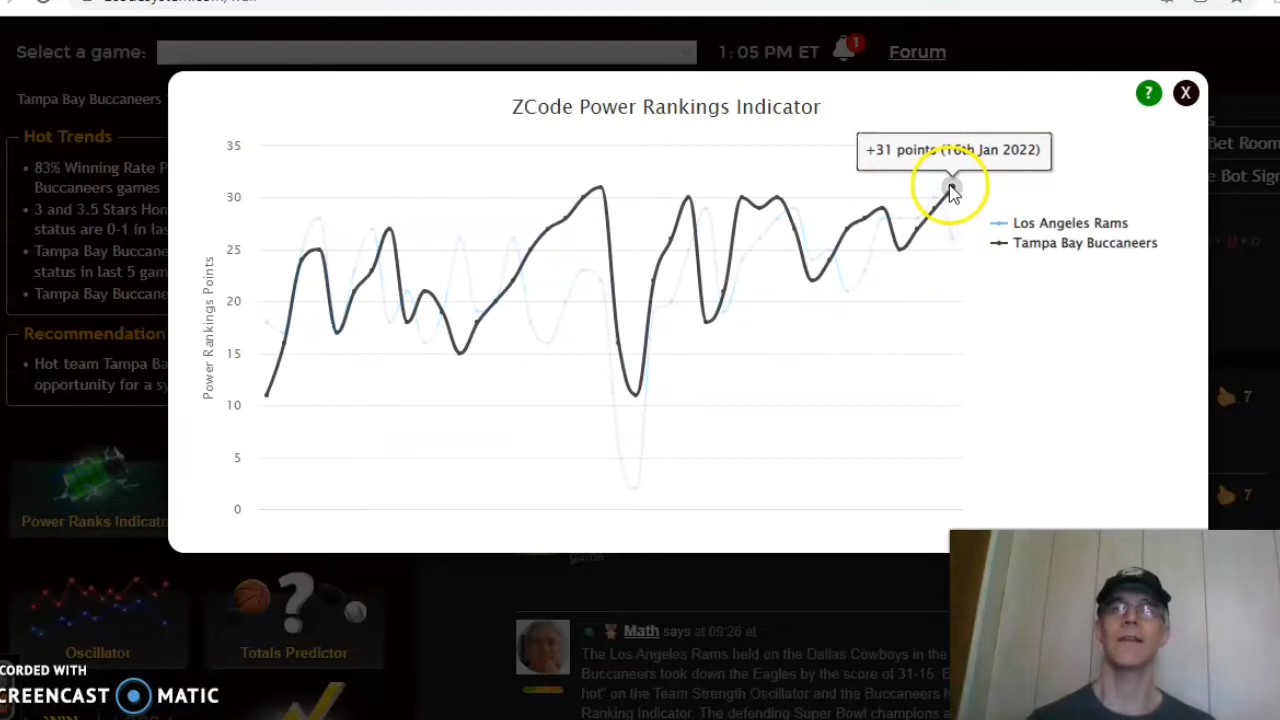 Select a game:
1:05 PM ET
1
Forum
Tampa Bay Buccaneers
ZCode Power Rankings Indicator
?
X
Hot Trends
83% Winning Rate P
Buccaneers games
3 and 3.5 Stars Hom
status are 0-1 in las
Tampa Bay Buccane
status in last 5 gam
Tampa Bay Buccane
Recommendation
Hot team Tampa Ba
opportunity for a sy
Power Rankings Points
35
30
25
20
15
10
5
0
+31 points (16th Jan 2022)
Los Angeles Rams
Tampa Bay Buccaneers
Bet Room
e Bot Sign
7
7
Power Ranks Indicato
Oscillator
?
Totals Predictor
game.
Math says at 09:26 et
The Los Angeles Rams held on the Dallas Cowboys in the
Buccaneers took down the Eagles by the score of 31-15.
hot" on the Team Strength Oscillator and the Buccaneers h
Ranking Indicator. The defending Super Bowl champions a
CORDED WITH
CREENCAST MATIC